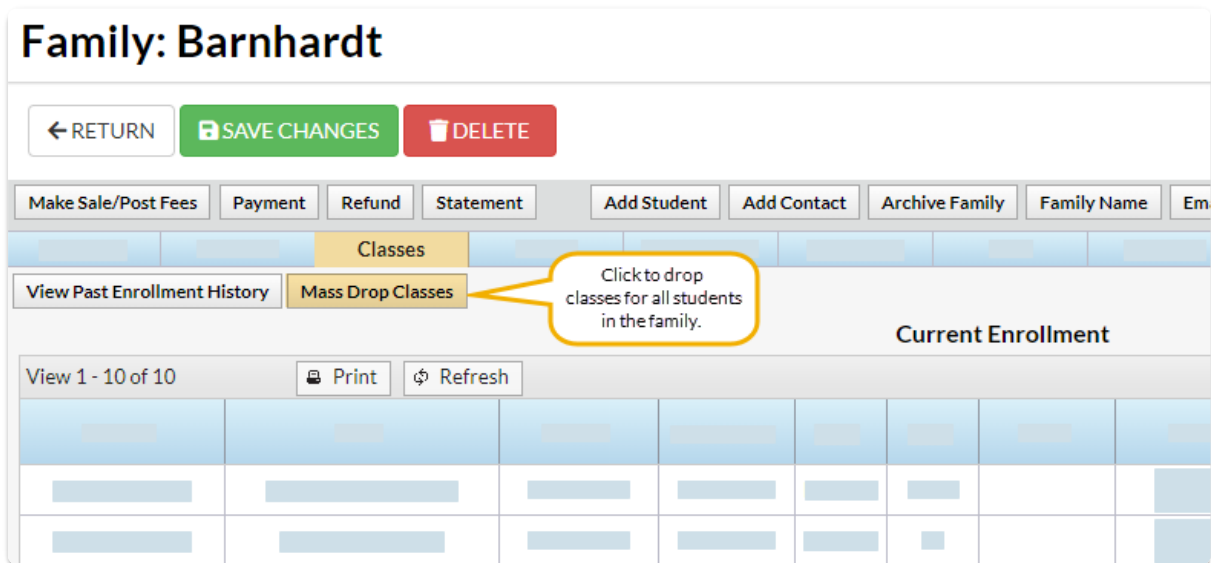 Family: Barnhardt
RETURN SAVE CHANGES DELETE
Make Sale/Post Fees Payment Refund Statement Add Student Add Contact Archive Family Family Name Ema
Classes
View Past Enrollment History Mass Drop Classes
Click to drop
classes for all students
in the family.
Current Enrollment
View 1 - 10 of 10 Print Refresh